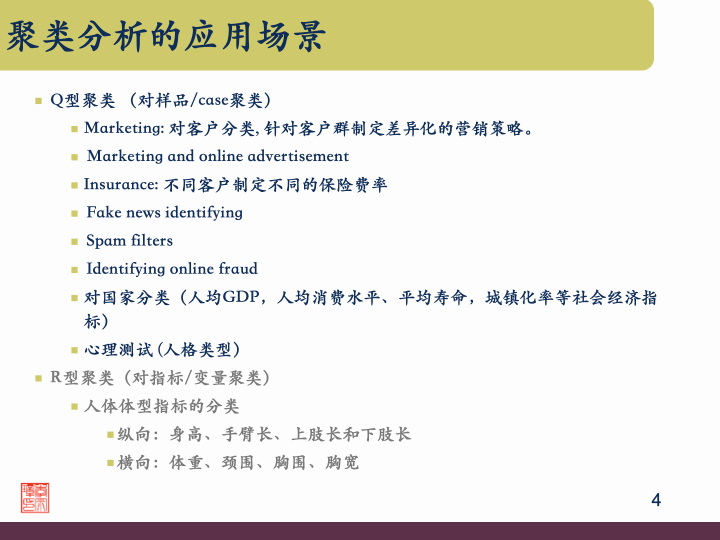 聚类分析的应用场景
Q型聚类 （对样品/case聚类）
Marketing: 对客户分类, 针对客户群制定差异化的营销策略。
Marketing and online advertisement
Insurance: 不同客户制定不同的保险费率
Fake news identifying
Spam filters
Identifying online fraud
对国家分类（人均GDP，人均消费水平、平均寿命，城镇化率等社会经济指
标）
心理测试 (人格类型）
R型聚类（对指标/变量聚类）
人体体型指标的分类
纵向：身高、手臂长、上肢长和下肢长
横向：体重、颈围、胸围、胸宽
4